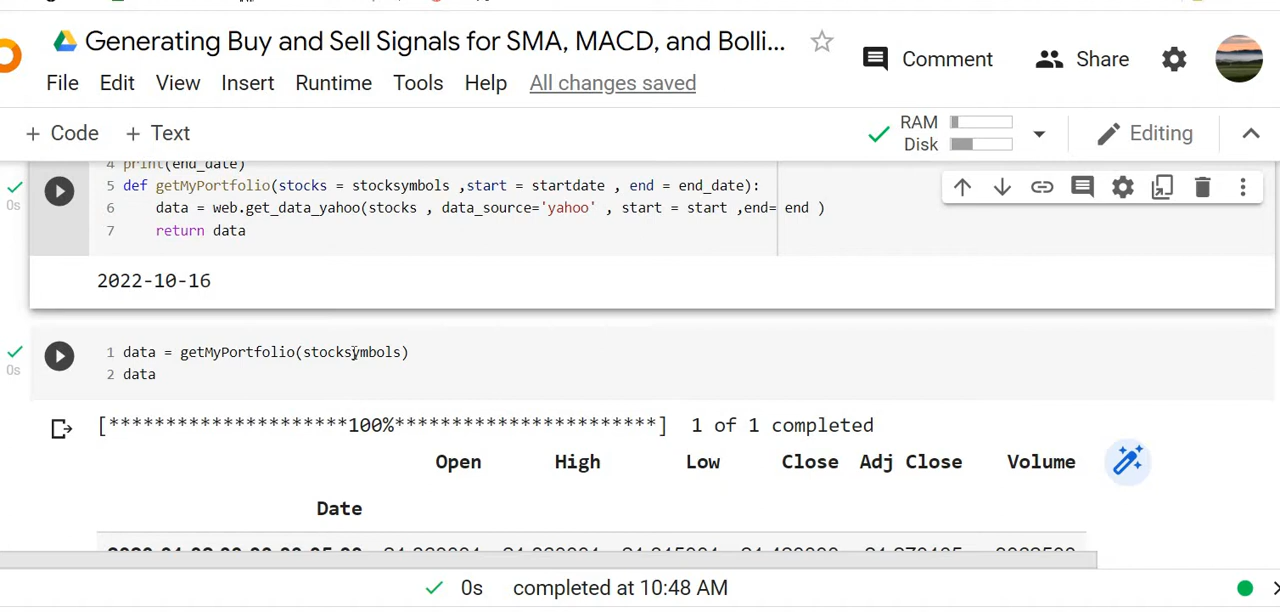 Generating Buy and Sell Signals for SMA, MACD, and Bolli...
Comment
Share
File Edit View Insert Runtime Tools Help All changes saved
+ Code + Text
RAM
Disk
Editing
4 print(end_date)
5 def getMyPortfolio(stocks = stocksymbols ,start = startdate , end = end_date):
6 data = web.get_data_yahoo(stocks , data_source='yahoo' , start = start ,end= end )
7 return data
0s
2022-10-16
1 data = getMyPortfolio(stocksymbols)
2 data
0s
[*********************100%***********************] 1 of 1 completed
Open High Low Close Adj Close Volume
Date
0s completed at 10:48 AM